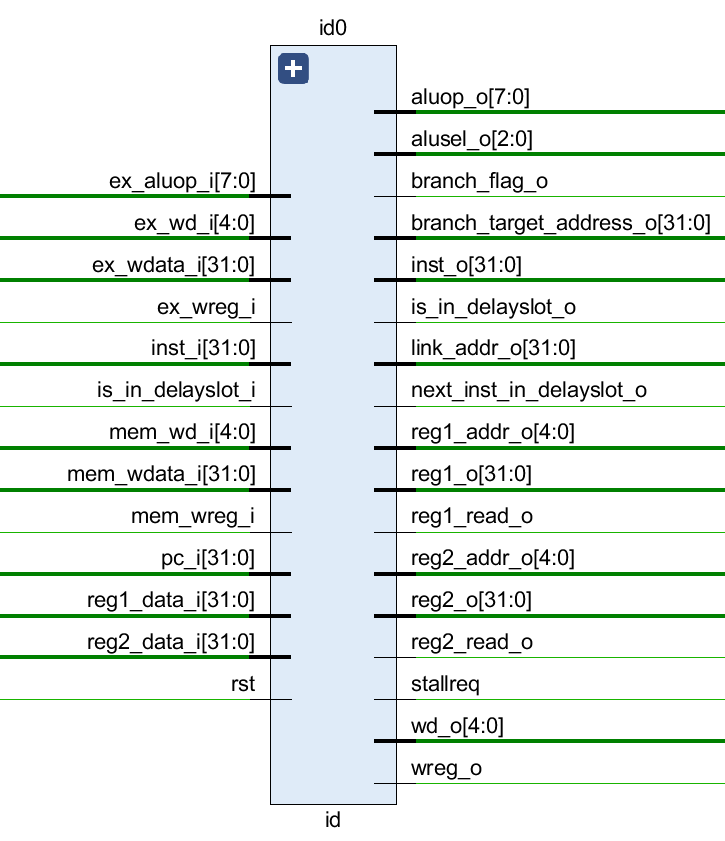 id0
ex_aluop_i[7:0]
ex_wd_i[4:0]
ex_wdata_i[31:0]
ex_wreg_i
inst_i[31:0]
is_in_delayslot_i
mem_wd_i[4:0]
mem_wdata_i[31:0]
mem_wreg_i
pc_i[31:0]
reg1_data_i[31:0]
reg2_data_i[31:0]
rst
aluop_o[7:0]
alusel_o[2:0]
branch_flag_o
branch_target_address_o[31:0]
inst_o[31:0]
is_in_delayslot_o
link_addr_o[31:0]
next_inst_in_delayslot_o
reg1_addr_o[4:0]
reg1_o[31:0]
reg1_read_o
reg2_addr_o[4:0]
reg2_o[31:0]
reg2_read_o
stallreq
wd_o[4:0]
wreg_o
id